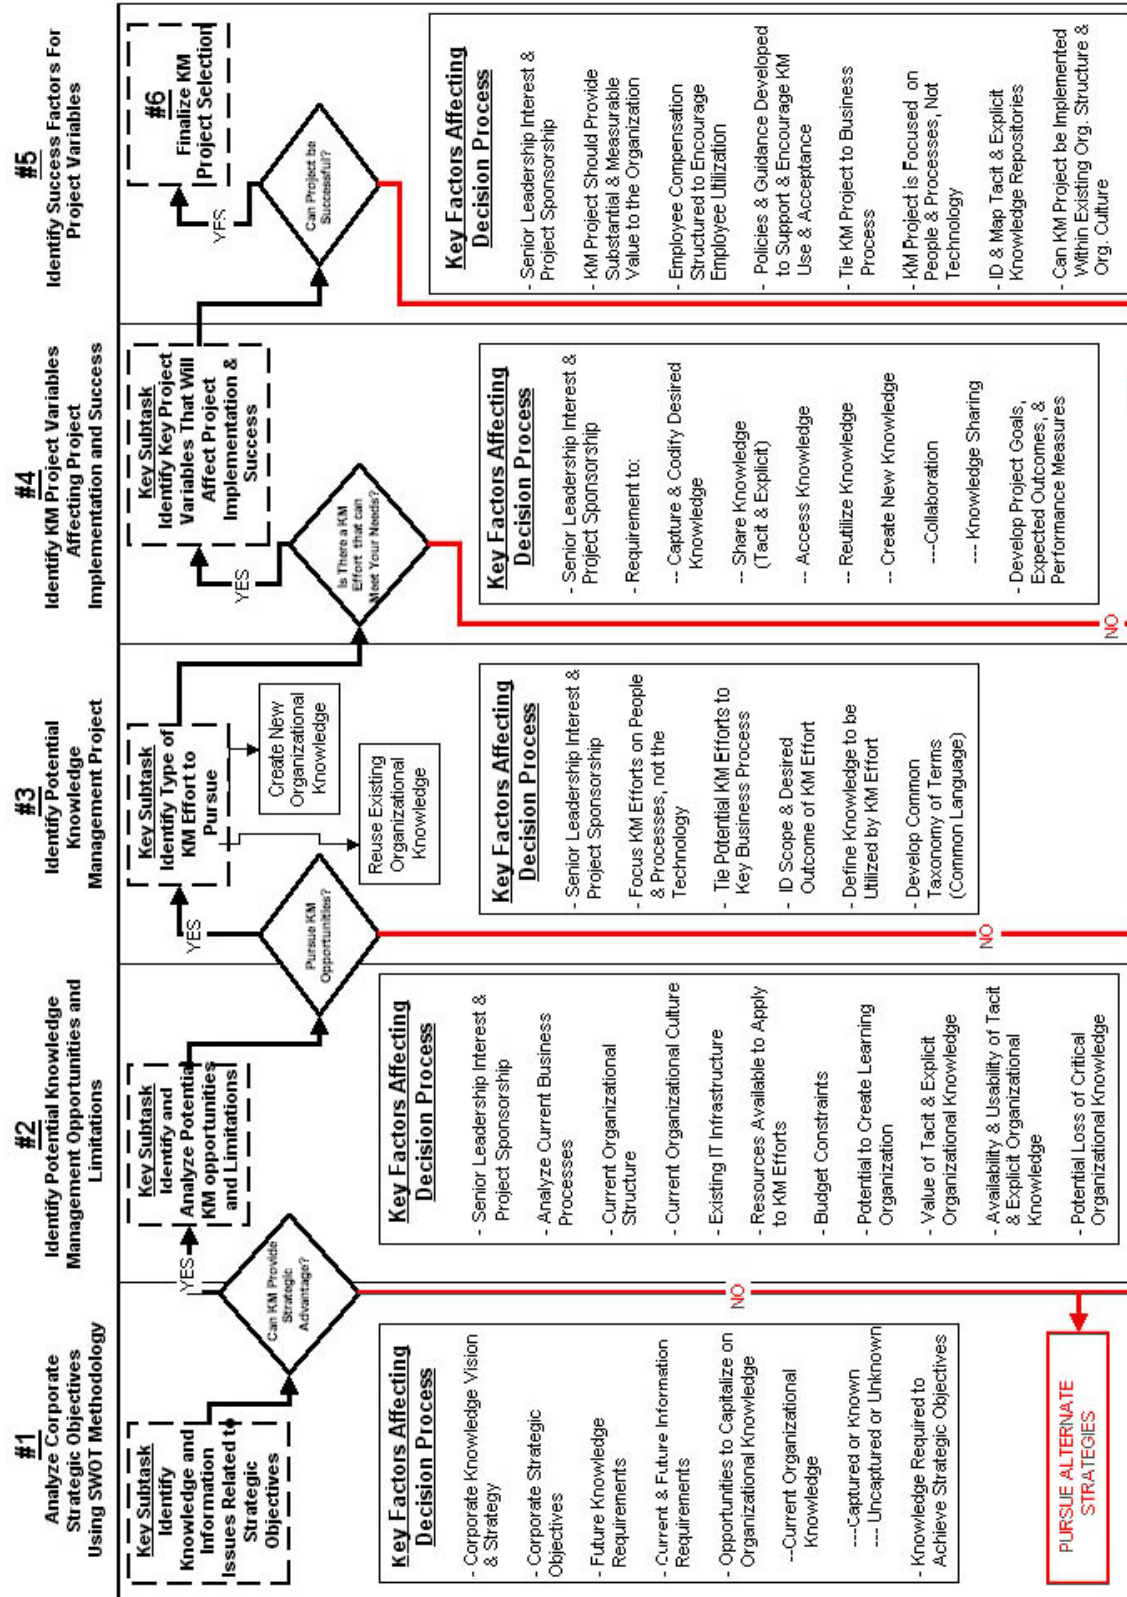 #1
Analyze Corporate
Strategic Objectives
Using SWOT Methodology
Key Subtask
Identify
Knowledge and
Information
Issues Related to
Strategic
Objectives
Can KM Provide
Strategic
Advantage?
YES
NO
Key Factors Affecting
Decision Process
- Corporate Knowledge Vision
& Strategy
- Corporate Strategic
Objectives
- Future Knowledge
Requirements
- Current & Future Information
Requirements
- Opportunities to Capitalize on
Organizational Knowledge
--Current Organizational
Knowledge
---Captured or Known
--- Uncaptured or Unknown
- Knowledge Required to
Achieve Strategic Objectives
PURSUE ALTERNATE
STRATEGIES
#2
Identify Potential Knowledge
Management Opportunities and
Limitations
Key Subtask
Identify and
Analyze Potential
KM opportunities
and Limitations
Pursue KM
Opportunities?
YES
NO
Key Factors Affecting
Decision Process
- Senior Leadership Interest &
Project Sponsorship
- Analyze Current Business
Processes
- Current Organizational
Structure
- Current Organizational Culture
- Existing IT Infrastructure
- Resources Available to Apply
to KM Efforts
- Budget Constraints
- Potential to Create Learning
Organization
- Value of Tacit & Explicit
Organizational Knowledge
- Availability & Usability of Tacit
& Explicit Organizational
Knowledge
- Potential Loss of Critical
Organizational Knowledge
#3
Identify Potential
Knowledge
Management Project
Key Subtask
Identify Type of
KM Effort to
Pursue
Create New
Organizational
Knowledge
Reuse Existing
Organizational
Knowledge
Is There a KM
Effort that can
Meet Your Needs?
YES
NO
Key Factors Affecting
Decision Process
- Senior Leadership Interest &
Project Sponsorship
- Focus KM Efforts on People
& Processes, not the
Technology
- Tie Potential KM Efforts to
Key Business Process
- ID Scope & Desired
Outcome of KM Effort
- Define Knowledge to be
Utilized by KM Effort
- Develop Common
Taxonomy of Terms
(Common Language)
#4
Identify KM Project Variables
Affecting Project
Implementation and Success
Key Subtask
Identify Key Project
Variables That Will
Affect Project
Implementation &
Success
Key Factors Affecting
Decision Process
- Senior Leadership Interest &
Project Sponsorship
- Requirement to:
-- Capture & Codify Desired
Knowledge
-- Share Knowledge
(Tacit & Explicit)
-- Access Knowledge
-- Reutilize Knowledge
-- Create New Knowledge
---Collaboration
---- Knowledge Sharing
- Develop Project Goals,
Expected Outcomes, &
Performance Measures
#5
Identify Success Factors For
Project Variables
#6
Finalize KM
Project Selection
YES
Can Project be
Successful?
Key Factors Affecting
Decision Process
- Senior Leadership Interest &
Project Sponsorship
- KM Project Should Provide
Substantial & Measurable
Value to the Organization
- Employee Compensation
Structured to Encourage
Employee Utilization
- Policies & Guidance Developed
to Support & Encourage KM
Use & Acceptance
- Tie KM Project to Business
Process
- KM Project is Focused on
People & Processes, Not
Technology
- ID & Map Tacit & Explicit
Knowledge Repositories
- Can KM Project be Implemented
Within Existing Org. Structure &
Org. Culture